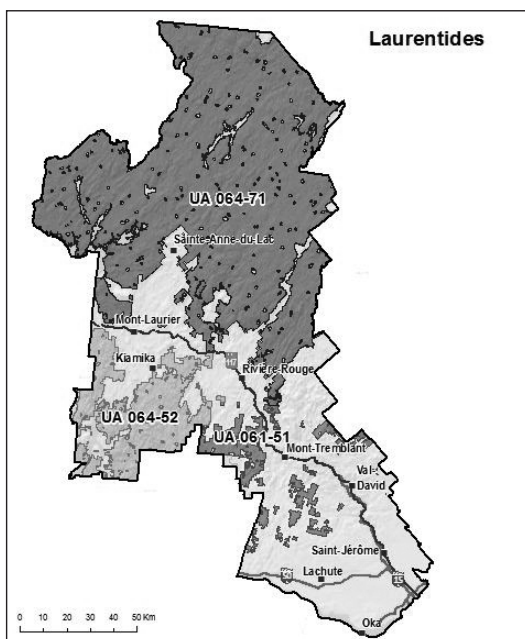 Laurentides
UA 064-71
Sainte-Anne-du-Lac
Mont-Laurier
Kiamika
117
Rivière-Rouge
UA 064-52
UA 061-51
Mont-Tremblant
Val-
David
Saint-Jérôme
Lachute
15
Oka
0 10 20 30 40 50 Km